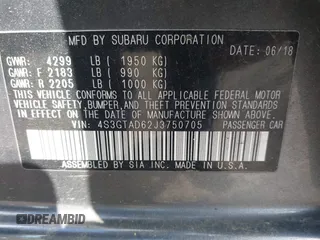 MFD BY SUBARU CORPORATION
DATE: 06/18
GVWR: 4299 LB ( 1950 KG)
GAWR: F 2183 LB ( 990 KG)
GAWR: R 2205 LB ( 1000 KG)
THIS VEHICLE CONFORMS TO ALL APPLICABLE FEDERAL MOTOR
VEHICLE SAFETY, BUMPER, AND THEFT PREVENTION STANDARDS
IN EFFECT ON THE DATE OF MANUFACTURE SHOWN ABOVE.
VIN: 4S3GTAD62J3750705 PASSENGER CAR
ASSEMBLED BY SIA INC. MADE IN U.S.A.
DREAMBID